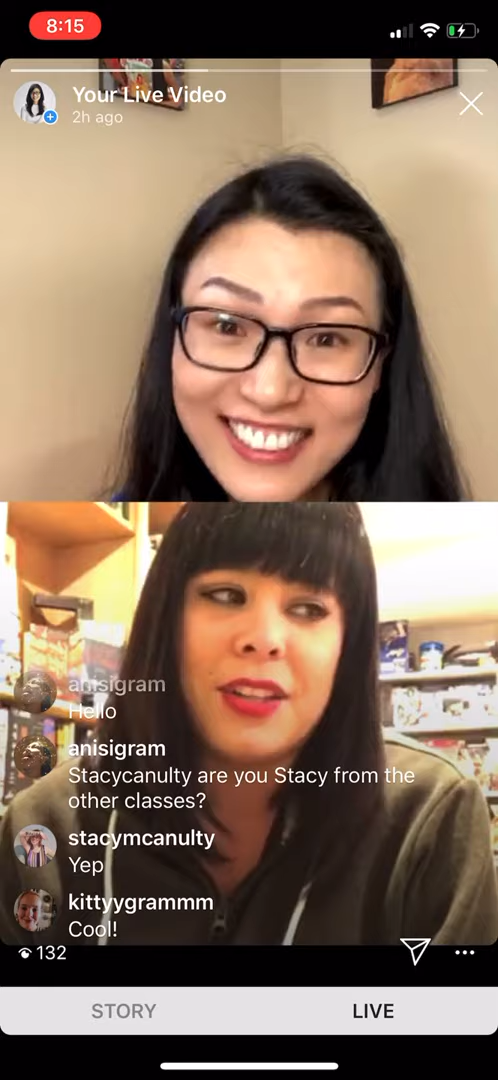 8:15
Your Live Video
2h ago
anisigram
Hello
anisigram
Stacycanulty are you Stacy from the
other classes?
stacymcanulty
Yep
kittyygrammm
Cool!
132
STORY
LIVE